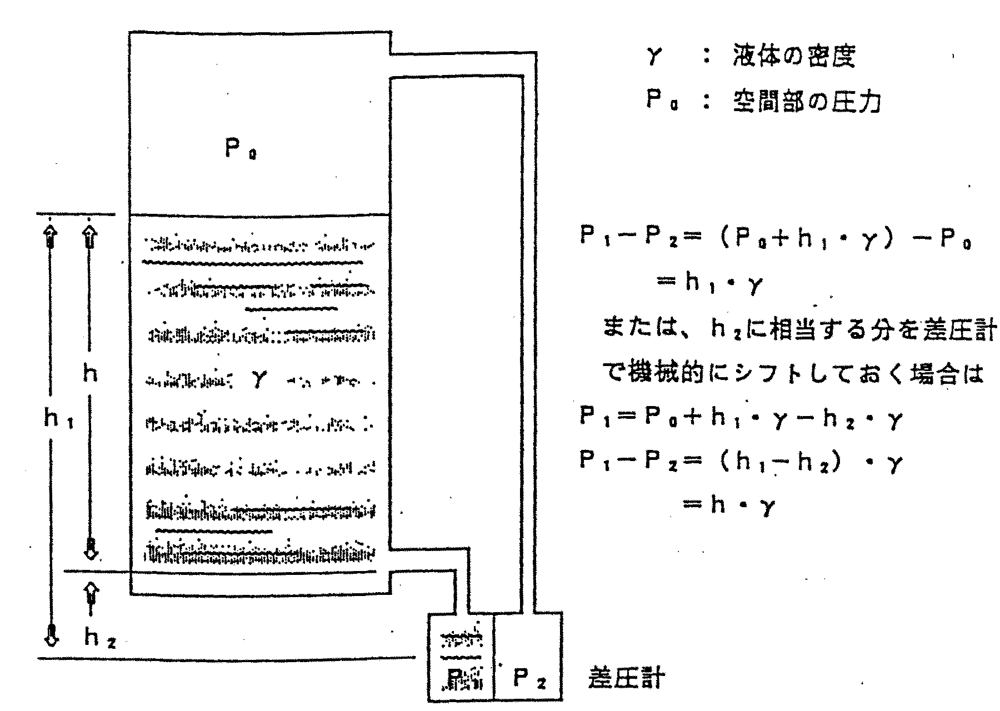 γ : 液体の密度
P₀ : 空間部の圧力
P₀
P₁−P₂=(P₀+h₁・γ)−P₀
=h₁・γ
または、h₂に相当する分を差圧計
で機械的にシフトしておく場合は
h
γ
h₁
P₁=P₀+h₁・γ−h₂・γ
P₁−P₂=(h₁−h₂)・γ
=h・γ
h₂
P
P₂
差圧計